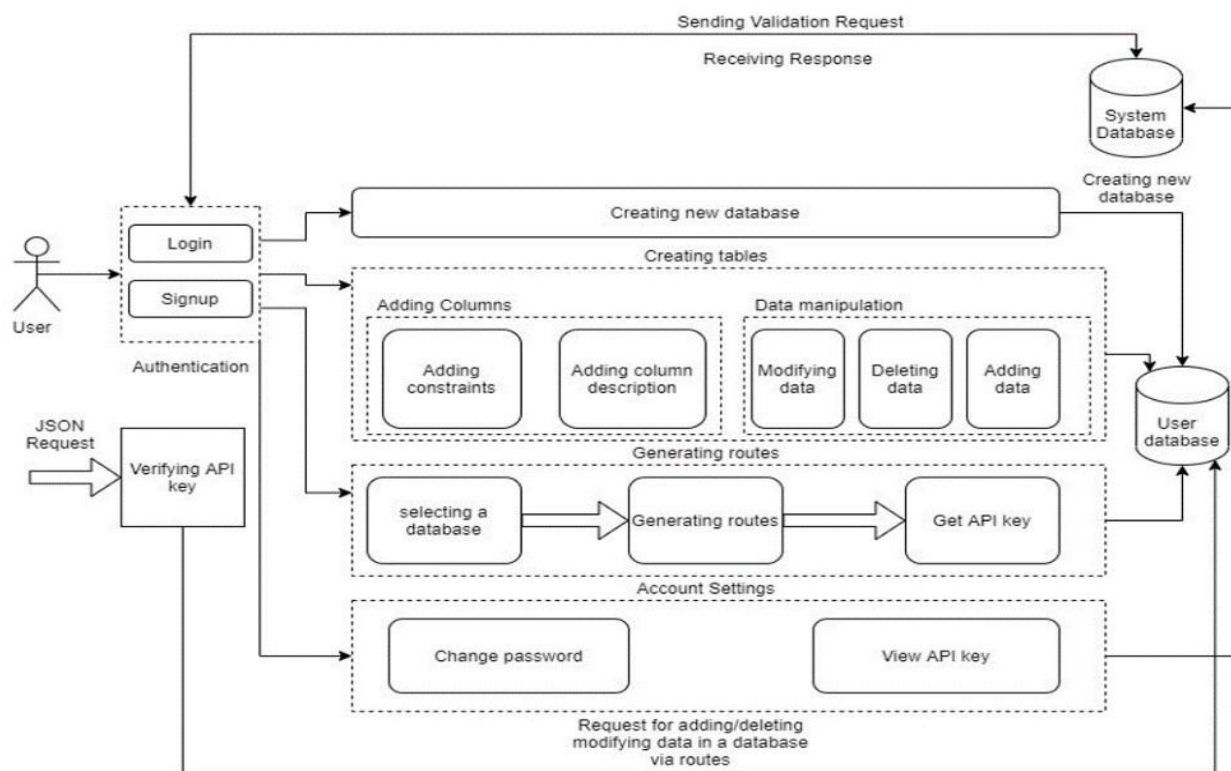 Sending Validation Request
Receiving Response
System
Database
Creating new
database
Creating new database
Login
Signup
User
Authentication
Creating tables
Adding Columns
Data manipulation
Adding
constraints
Adding column
description
Modifying
data
Deleting
data
Adding
data
User
database
JSON
Request
Verifying API
key
Generating routes
selecting a
database
Generating routes
Get API key
Account Settings
Change password
View API key
Request for adding/deleting
modifying data in a database
via routes